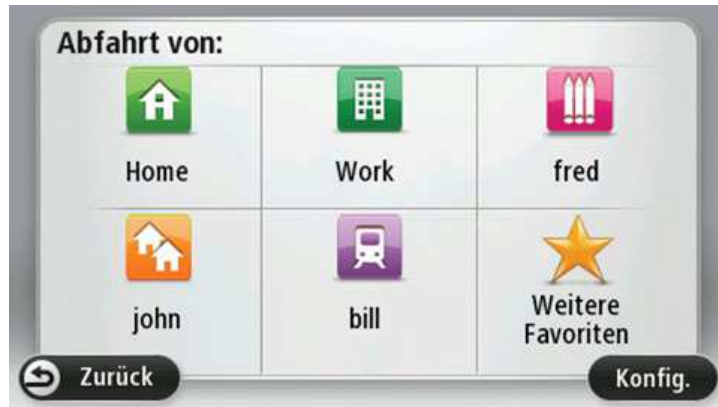 Abfahrt von:
Home
Work
fred
john
bill
Weitere
Favoriten
Zurück
Konfig.